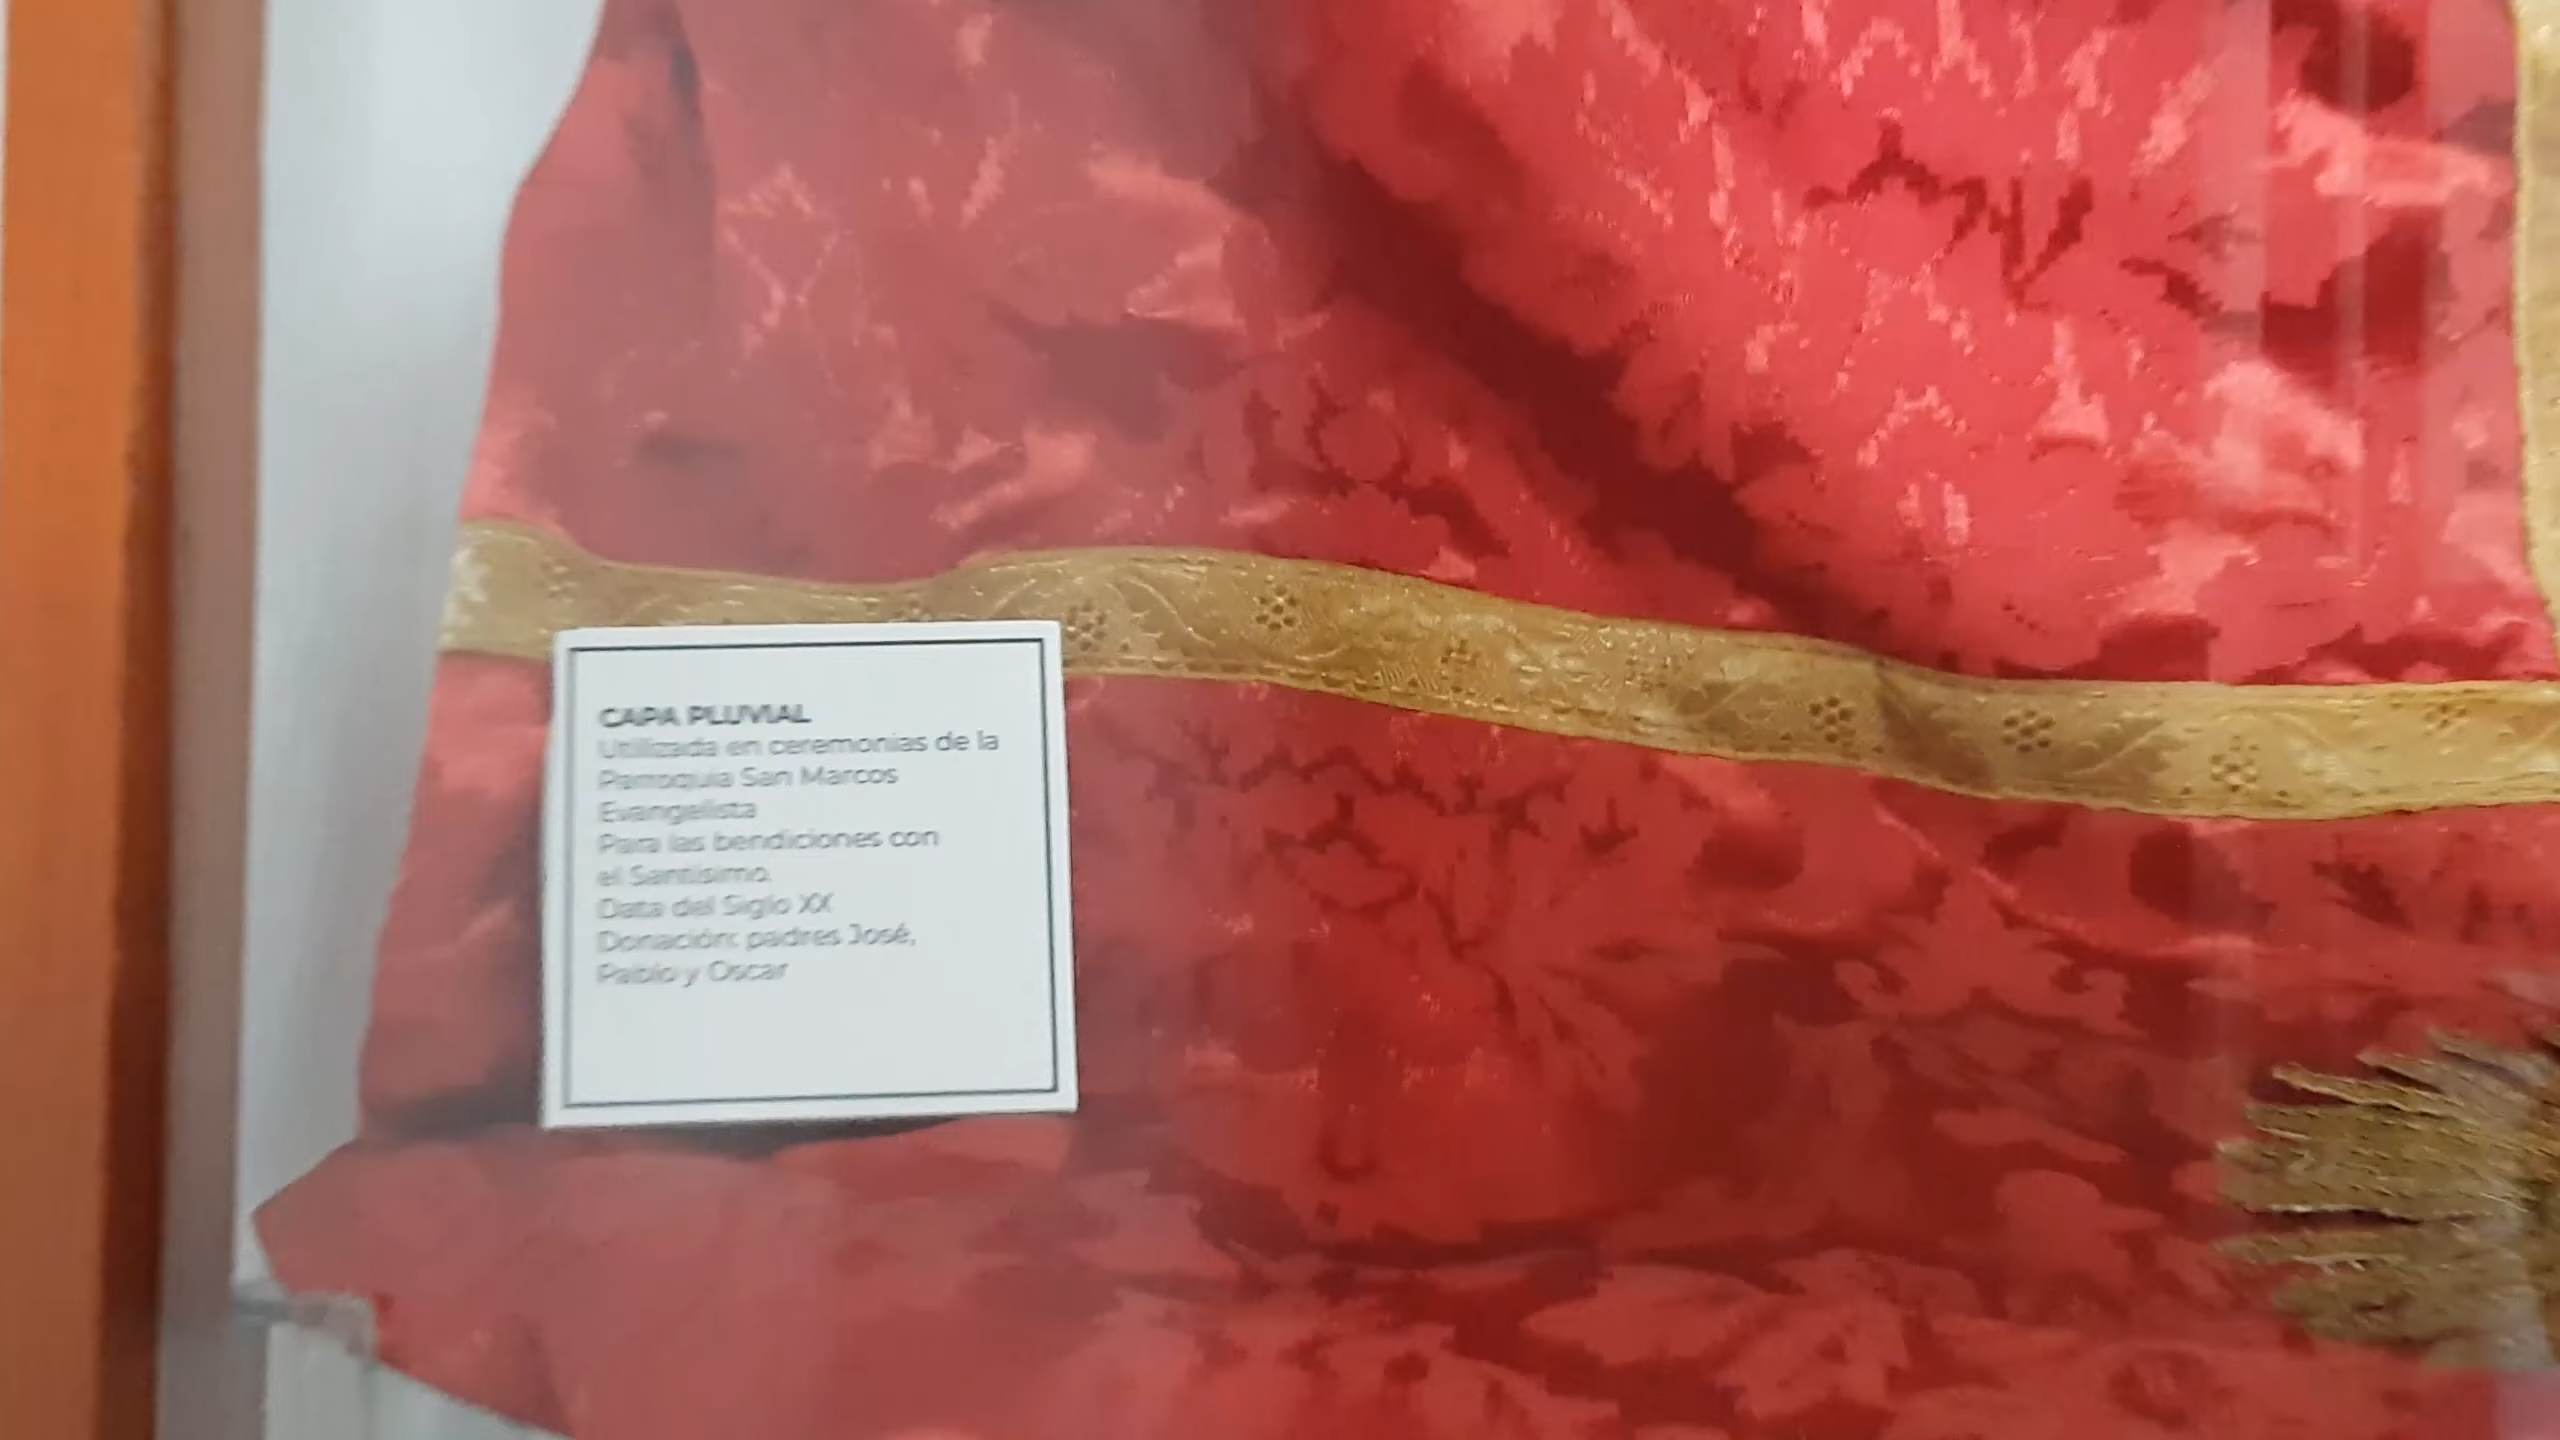 CAPA PLUVIAL
Utilizada en ceremonias de la
Parroquia San Marcos
Evangelista
Para las bendiciones con
el Santísimo.
Data del Siglo XX
Donación: padres José,
Pablo y Oscar